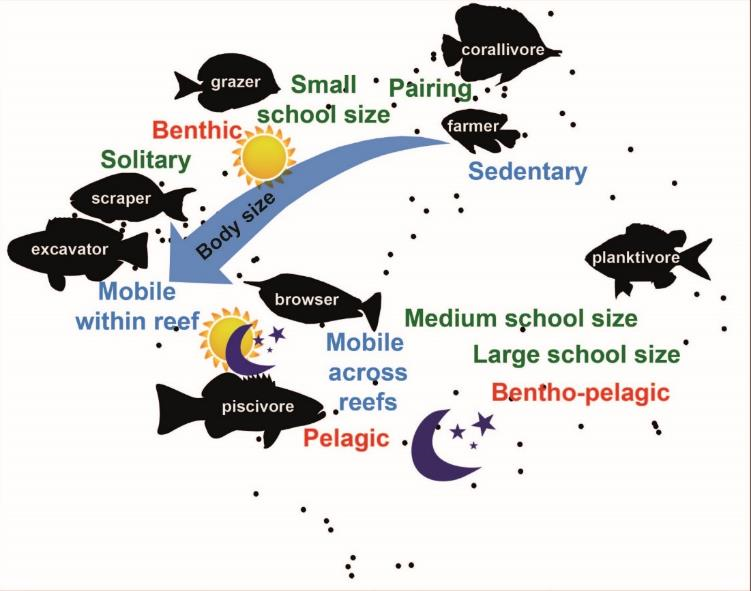 corallivore
grazer
Small
school size
Pairing
farmer
Benthic
Solitary
Sedentary
scraper
Body size
excavator
planktivore
Mobile
within reef
browser
Medium school size
Mobile
across
reefs
Large school size
Bentho-pelagic
piscivore
Pelagic